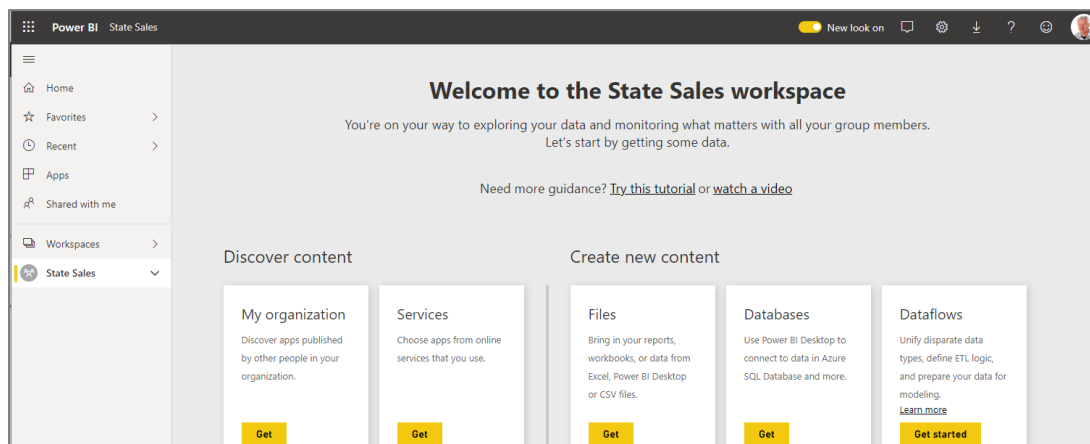 Power BI State Sales
New look on
Home
Favorites
Recent
Apps
Shared with me
Workspaces
State Sales
Welcome to the State Sales workspace
You're on your way to exploring your data and monitoring what matters with all your group members.
Let's start by getting some data.
Need more guidance? Try this tutorial or watch a video
Discover content
My organization
Discover apps published
by other people in your
organization.
Get
Services
Choose apps from online
services that you use.
Get
Create new content
Files
Bring in your reports,
workbooks, or data from
Excel, Power BI Desktop
or CSV files.
Get
Databases
Use Power BI Desktop to
connect to data in Azure
SQL Database and more.
Get
Dataflows
Unify disparate data
types, define ETL logic,
and prepare your data for
modeling.
Learn more
Get started